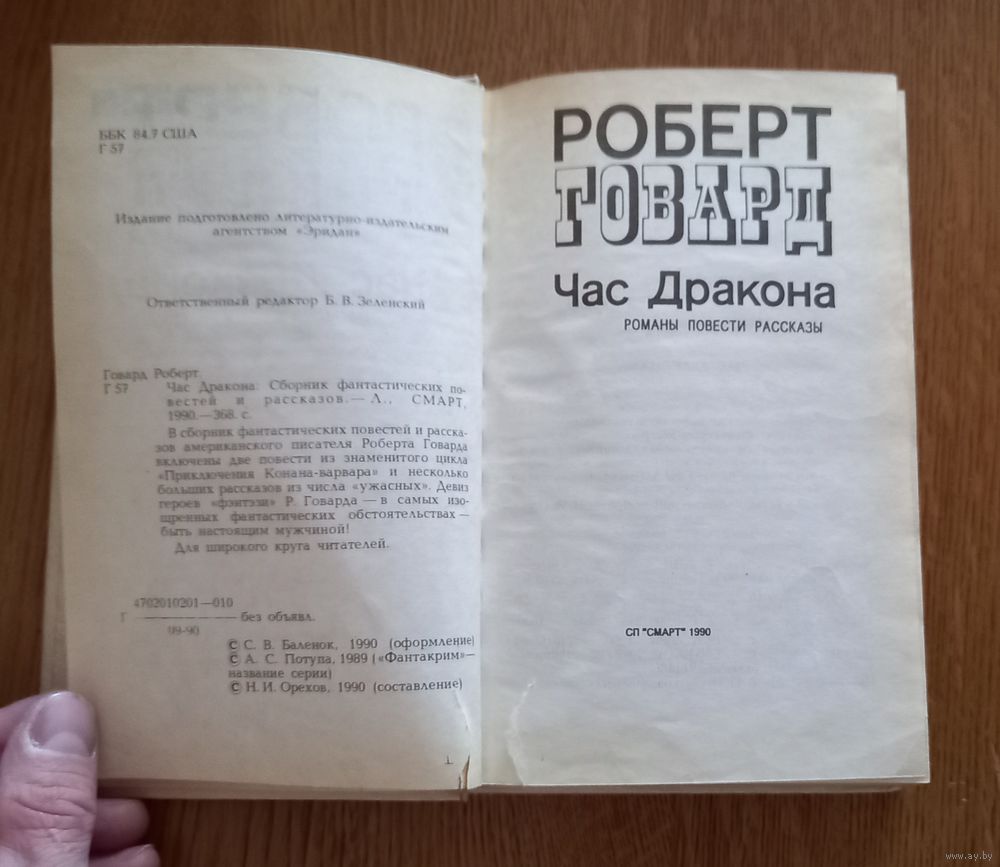 ББК 84.7 США
Г 57
Издание подготовлено литературно-издательским
агентством «Эридан»
Ответственный редактор Б. В. Зеленский
Говард Роберт
Г 57 Час Дракона: Сборник фантастических по-
вестей и рассказов.— Л., СМАРТ,
1990.—368. с.
В сборник фантастических повестей и расска-
зов американского писателя Роберта Говарда
включены две повести из знаменитого цикла
«Приключения Конана-варвара» и несколько
больших рассказов из числа «ужасных». Девиз
героев «фэнтэзи» Р. Говарда — в самых изо-
щренных фантастических обстоятельствах —
быть настоящим мужчиной!
Для широкого круга читателей.
4702010201—010
Г ————— без объявл.
09-90
© С. В. Баленок, 1990 (оформление)
© А. С. Потупа, 1989 («Фантакрим»—
название серии)
© Н. И. Орехов, 1990 (составление)
РОБЕРТ
ГОВАРД
Час Дракона
РОМАНЫ ПОВЕСТИ РАССКАЗЫ
СП "СМАРТ" 1990
www.ay.by